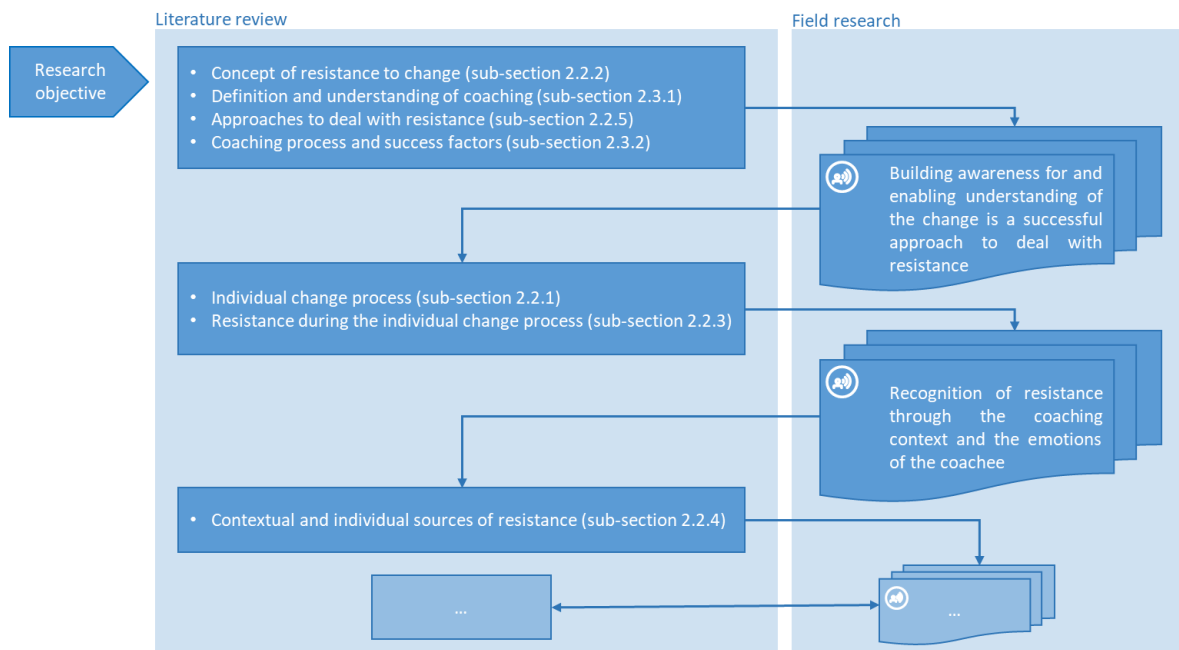 Literature review
Field research
Research
objective
• Concept of resistance to change (sub-section 2.2.2)
• Definition and understanding of coaching (sub-section 2.3.1)
• Approaches to deal with resistance (sub-section 2.2.5)
• Coaching process and success factors (sub-section 2.3.2)
Building awareness for and
enabling understanding of
the change is a successful
approach to deal with
resistance
• Individual change process (sub-section 2.2.1)
• Resistance during the individual change process (sub-section 2.2.3)
Recognition of resistance
through the coaching
context and the emotions
of the coachee
• Contextual and individual sources of resistance (sub-section 2.2.4)
...
...